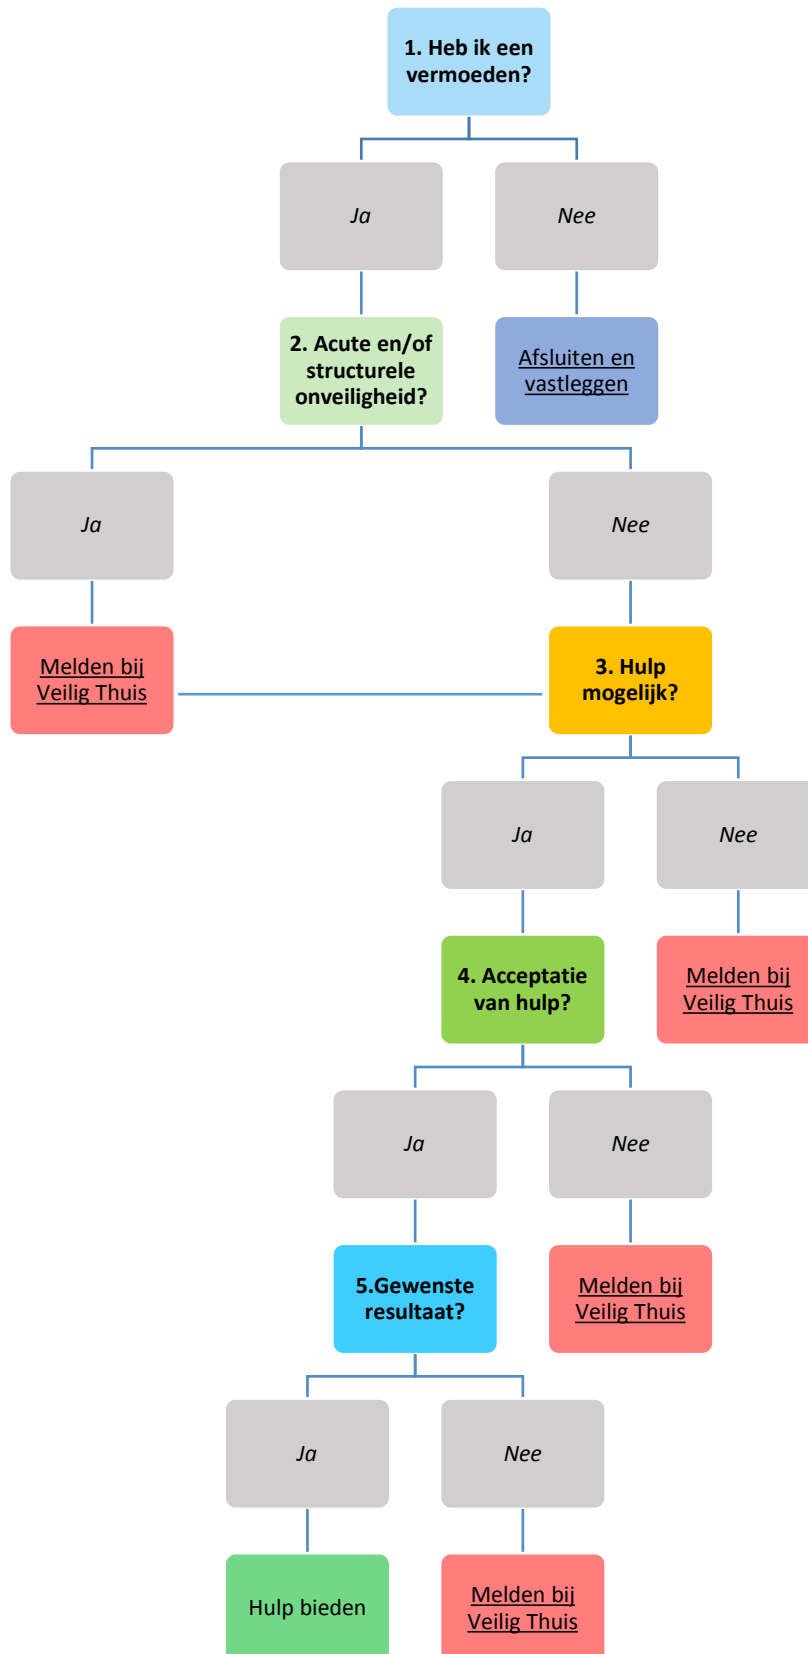 1. Heb ik een
vermoeden?
Ja
Nee
2. Acute en/of
structurele
onveiligheid?
Afsluiten en
vastleggen
Ja
Nee
Melden bij
Veilig Thuis
3. Hulp
mogelijk?
Ja
Nee
4. Acceptatie
van hulp?
Melden bij
Veilig Thuis
Ja
Nee
5.Gewenste
resultaat?
Melden bij
Veilig Thuis
Ja
Nee
Hulp bieden
Melden bij
Veilig Thuis